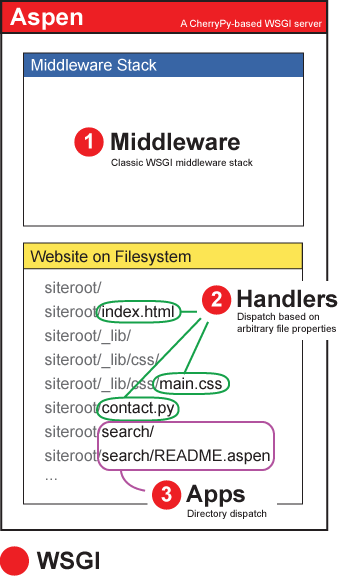 Aspen
A CherryPy-based WSGI server
Middleware Stack
1 Middleware
Classic WSGI middleware stack
Website on Filesystem
siteroot/
siteroot/index.html
2 Handlers
Dispatch based on
arbitrary file properties
siteroot/_lib/
siteroot/_lib/css/
siteroot/_lib/css/main.css
siteroot/contact.py
siteroot/search/
siteroot/search/README.aspen
...
3 Apps
Directory dispatch
WSGI